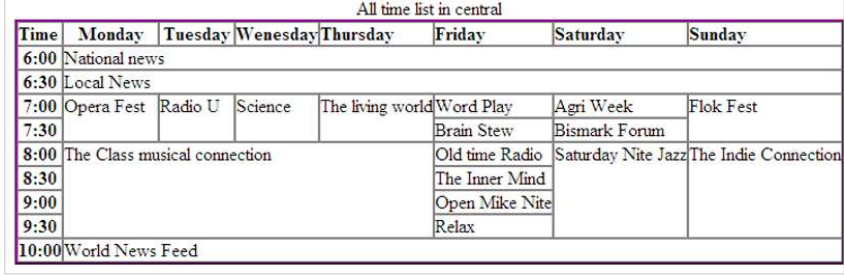 All time list in central
Time Monday Tuesday Wenesday Thursday Friday Saturday Sunday
6:00 National news
6:30 Local News
7:00 Opera Fest Radio U Science The living world Word Play Agri Week Flok Fest
7:30 Brain Stew Bismark Forum
8:00 The Class musical connection Old time Radio Saturday Nite Jazz The Indie Connection
8:30 The Inner Mind
9:00 Open Mike Nite
9:30 Relax
10:00 World News Feed